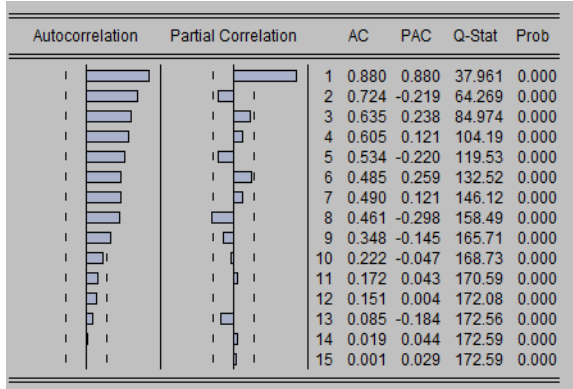 Autocorrelation Partial Correlation AC PAC Q-Stat Prob
1 0.880 0.880 37.961 0.000
2 0.724 -0.219 64.269 0.000
3 0.635 0.238 84.974 0.000
4 0.605 0.121 104.19 0.000
5 0.534 -0.220 119.53 0.000
6 0.485 0.259 132.52 0.000
7 0.490 0.121 146.12 0.000
8 0.461 -0.298 158.49 0.000
9 0.348 -0.145 165.71 0.000
10 0.222 -0.047 168.73 0.000
11 0.172 0.043 170.59 0.000
12 0.151 0.004 172.08 0.000
13 0.085 -0.184 172.56 0.000
14 0.019 0.044 172.59 0.000
15 0.001 0.029 172.59 0.000